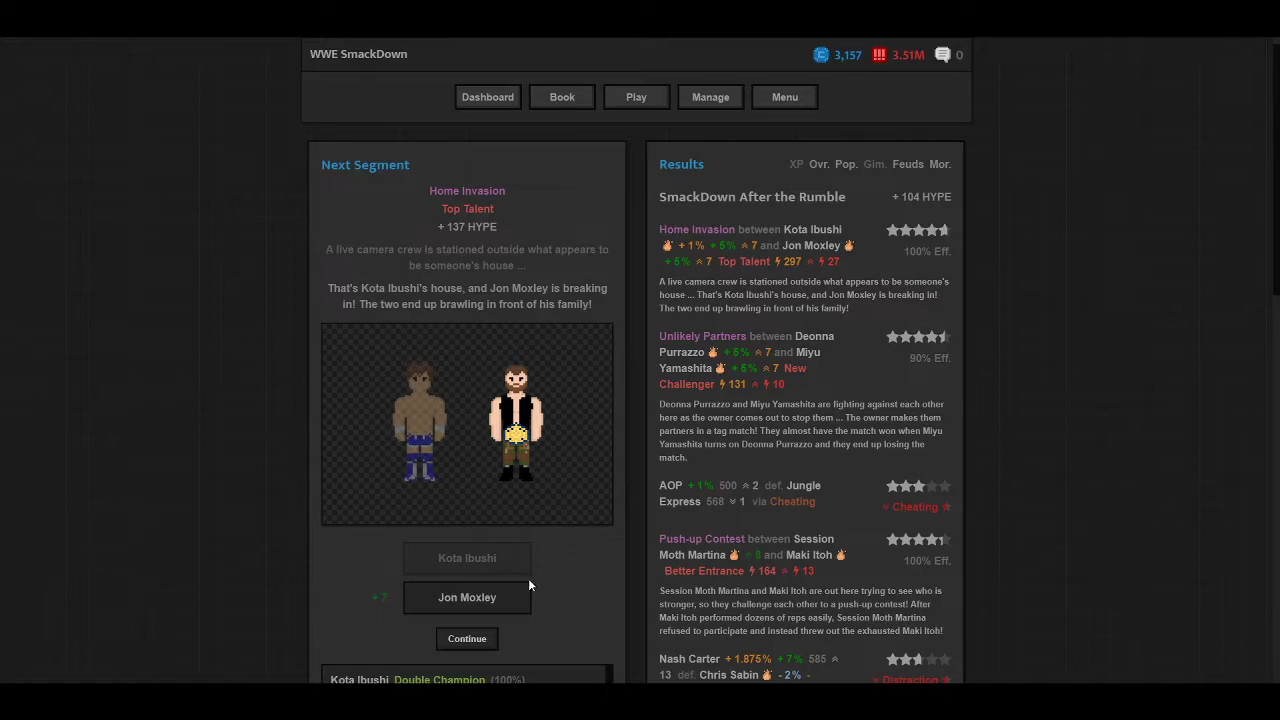 WWE SmackDown
3,157
3.51M
0
Dashboard
Book
Play
Manage
Menu
Next Segment
Home Invasion
Top Talent
+ 137 HYPE
A live camera crew is stationed outside what appears to
be someone's house ...
That's Kota Ibushi's house, and Jon Moxley is breaking
in! The two end up brawling in front of his family!
Kota Ibushi
+ 7
Jon Moxley
Continue
Kota Ibushi Double Champion (100%)
Results
XP Ovr. Pop. Gim. Feuds Mor.
SmackDown After the Rumble
+ 104 HYPE
Home Invasion between Kota Ibushi
+ 1% + 5% 7 and Jon Moxley
+ 5% 7 Top Talent 297 27
100% Eff.
A live camera crew is stationed outside what appears to be someone's
house ... That's Kota Ibushi's house, and Jon Moxley is breaking in!
The two end up brawling in front of his family!
Unlikely Partners between Deonna
Purrazzo + 5% 7 and Miyu
Yamashita + 6% 7 New
Challenger 131 10
90% Eff.
Deonna Purrazzo and Miyu Yamashita are fighting against each other
here as the owner comes out to stop them ... The owner makes them
partners in a tag match! They almost have the match won when Miyu
Yamashita turns on Deonna Purrazzo and they end up losing the
match.
AOP + 1% 500 2 def. Jungle
Express 568 1 via Cheating
Cheating
Push-up Contest between Session
Moth Martina 8 and Maki Itoh
Better Entrance 164 13
100% Eff.
Session Moth Martina and Maki Itoh are out here trying to see who is
stronger, so they challenge each other to a push-up contest! After
Maki Itoh performed dozens of reps easily, Session Moth Martina
refused to participate and instead threw out the exhausted Maki Itoh!
Nash Carter + 1.875% + 7% 585
13 def. Chris Sabin - 2% -
Distraction